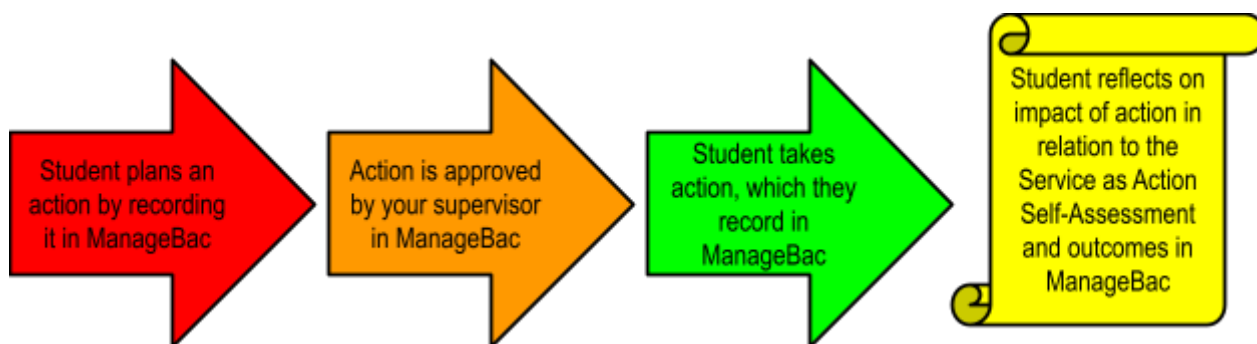 Student plans an
action by recording
it in ManageBac
Action is approved
by your supervisor
in ManageBac
Student takes
action, which they
record in
ManageBac
Student reflects on
impact of action in
relation to the
Service as Action
Self-Assessment
and outcomes in
ManageBac